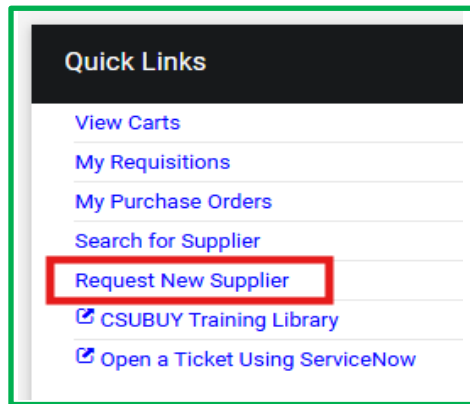 Quick Links
View Carts
My Requisitions
My Purchase Orders
Search for Supplier
Request New Supplier
CSUBUY Training Library
Open a Ticket Using ServiceNow